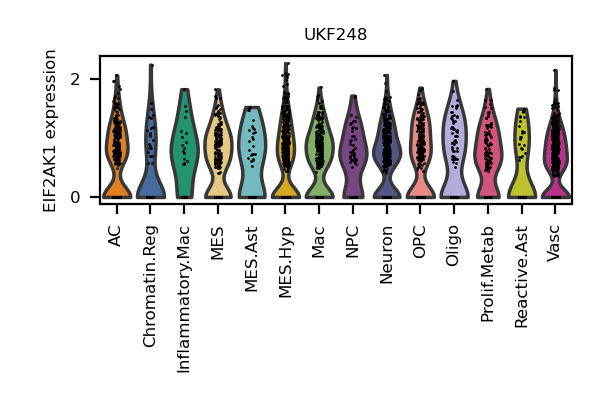 UKF248
EIF2AK1 expression
2
0
AC
Chromatin.Reg
Inflammatory.Mac
MES
MES.Ast
MES.Hyp
Mac
NPC
Neuron
OPC
Oligo
Prolif.Metab
Reactive.Ast
Vasc